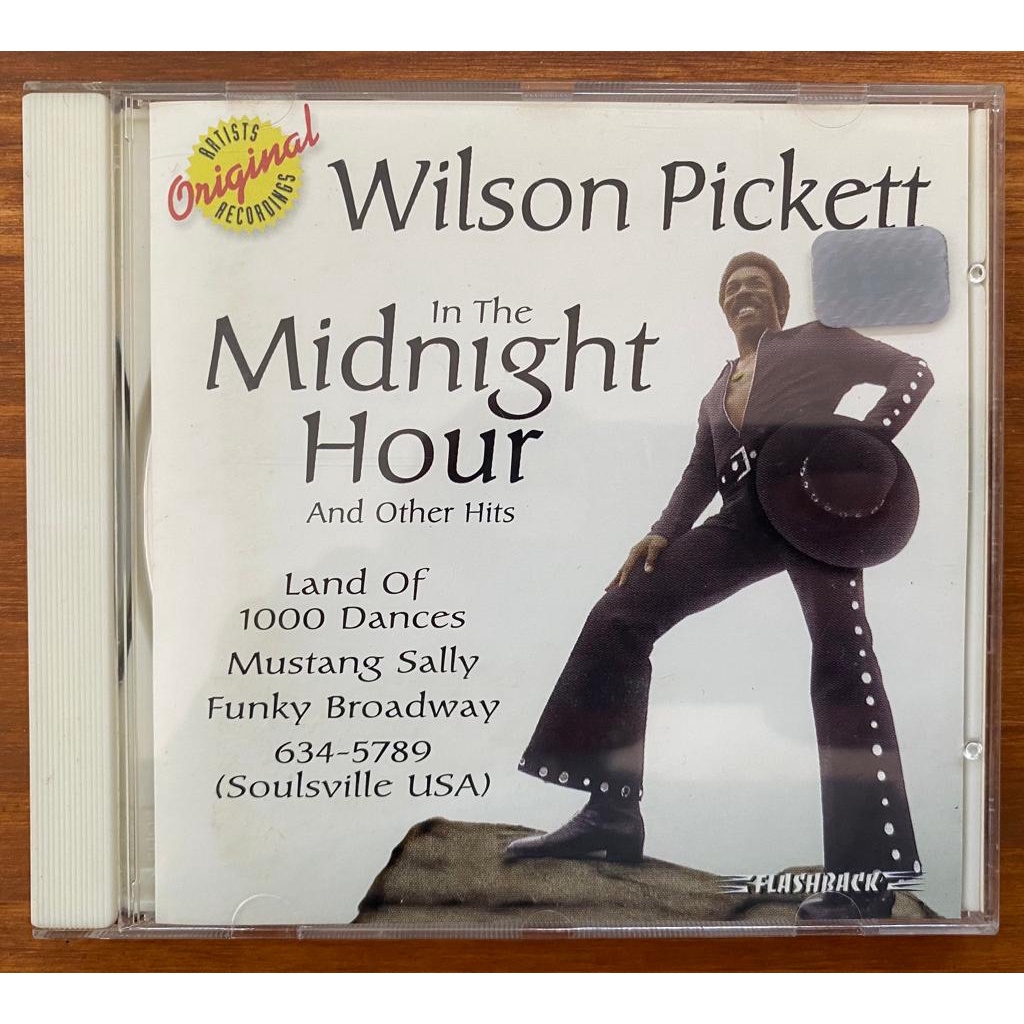 ARTISTS
Original
RECORDINGS
Wilson Pickett
In The
Midnight
Hour
And Other Hits
Land Of
1000 Dances
Mustang Sally
Funky Broadway
634-5789
(Soulsville USA)
FLASHBACK